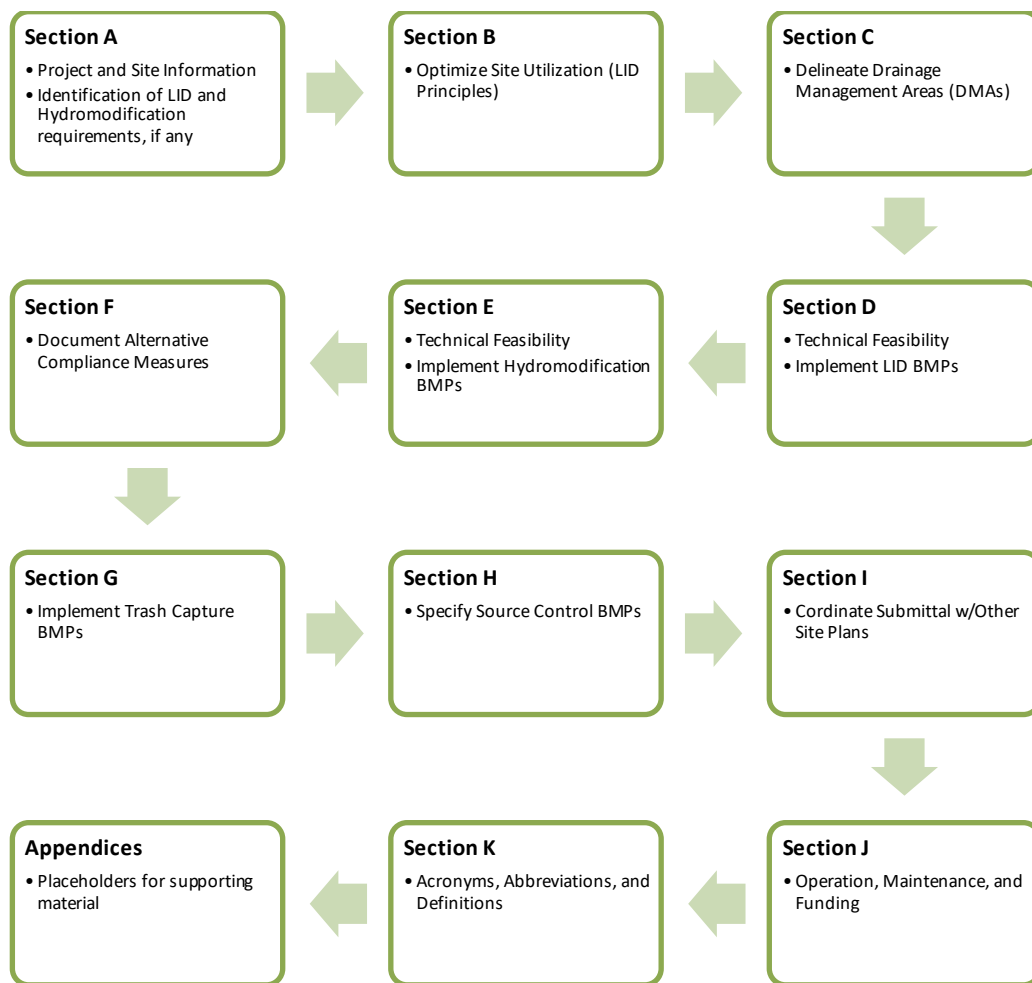 Section A
• Project and Site Information
• Identification of LID and
Hydromodification
requirements, if any
Section B
• Optimize Site Utilization (LID
Principles)
Section C
• Delineate Drainage
Management Areas (DMAs)
Section D
• Technical Feasibility
• Implement LID BMPs
Section E
• Technical Feasibility
• Implement Hydromodification
BMPs
Section F
• Document Alternative
Compliance Measures
Section G
• Implement Trash Capture
BMPs
Section H
• Specify Source Control BMPs
Section I
• Cordinate Submittal w/Other
Site Plans
Section J
• Operation, Maintenance, and
Funding
Section K
• Acronyms, Abbreviations, and
Definitions
Appendices
• Placeholders for supporting
material